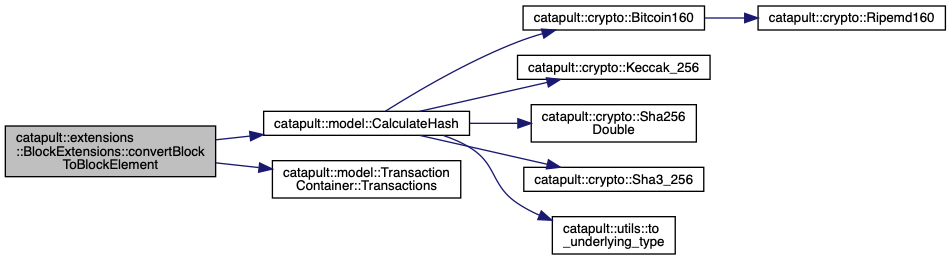 catapult::extensions
::BlockExtensions::convertBlock
ToBlockElement
catapult::model::CalculateHash
catapult::model::Transaction
Container::Transactions
catapult::crypto::Bitcoin160
catapult::crypto::Ripemd160
catapult::crypto::Keccak_256
catapult::crypto::Sha256
Double
catapult::crypto::Sha3_256
catapult::utils::to
_underlying_type